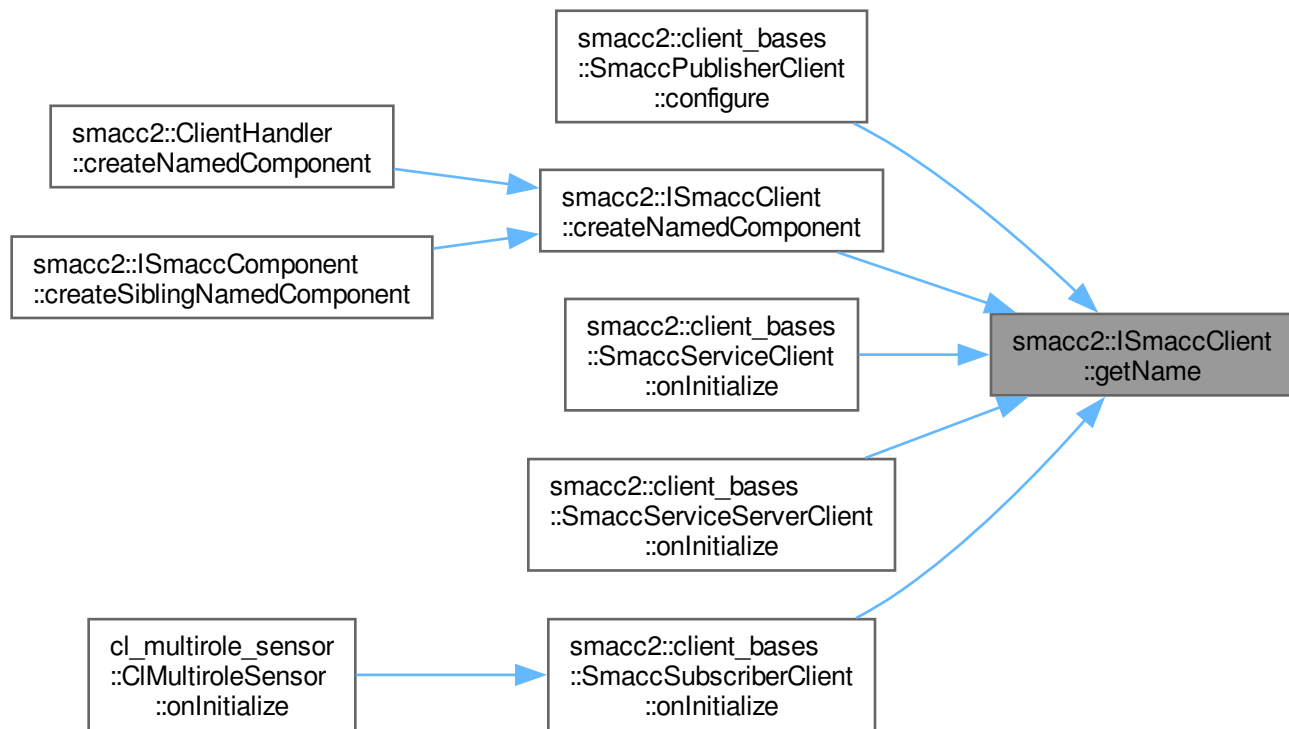 smacc2::client_bases
::SmaccPublisherClient
::configure
smacc2::ClientHandler
::createNamedComponent
smacc2::ISmaccClient
::createNamedComponent
smacc2::ISmaccComponent
::createSiblingNamedComponent
smacc2::client_bases
::SmaccServiceClient
::onInitialize
smacc2::ISmaccClient
::getName
smacc2::client_bases
::SmaccServiceServerClient
::onInitialize
cl_multirole_sensor
::ClMultiroleSensor
::onInitialize
smacc2::client_bases
::SmaccSubscriberClient
::onInitialize